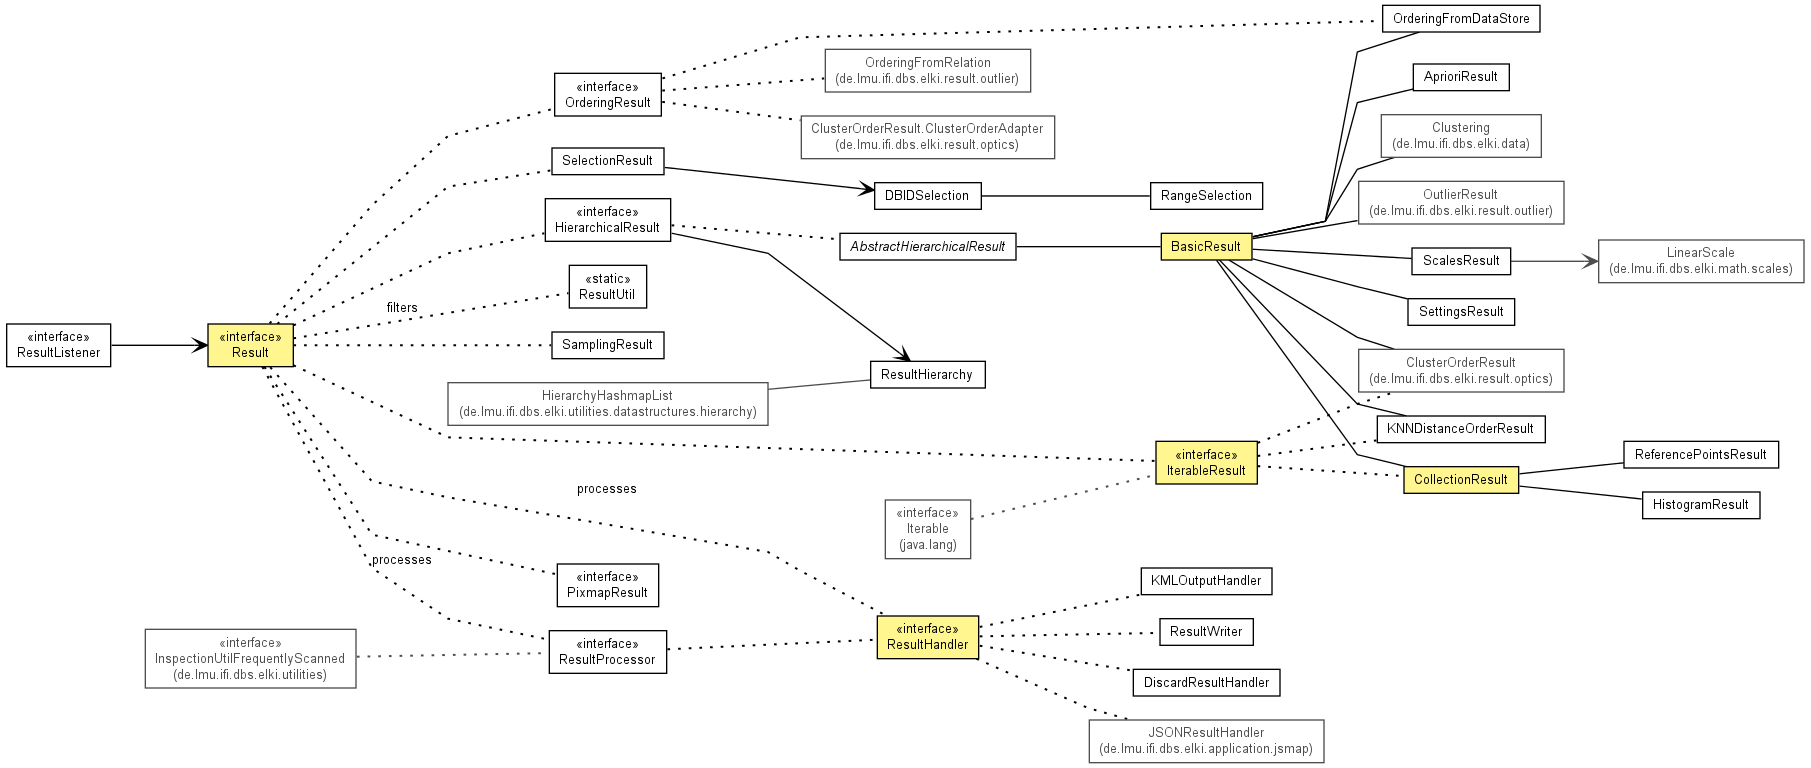 OrderingFromDataStore
OrderingFromRelation
(de.lmu.ifi.dbs.elki.result.outlier)
«interface»
OrderingResult
AprioriResult
ClusterOrderResult.ClusterOrderAdapter
(de.lmu.ifi.dbs.elki.result.optics)
Clustering
(de.lmu.ifi.dbs.elki.data)
SelectionResult
DBIDSelection
RangeSelection
OutlierResult
(de.lmu.ifi.dbs.elki.result.outlier)
«interface»
HierarchicalResult
AbstractHierarchicalResult
BasicResult
ScalesResult
LinearScale
(de.lmu.ifi.dbs.elki.math.scales)
«static»
ResultUtil
filters
SettingsResult
«interface»
ResultListener
«interface»
Result
SamplingResult
ResultHierarchy
ClusterOrderResult
(de.lmu.ifi.dbs.elki.result.optics)
HierarchyHashmapList
(de.lmu.ifi.dbs.elki.utilities.datastructures.hierarchy)
KNNDistanceOrderResult
«interface»
IterableResult
ReferencePointsResult
CollectionResult
HistogramResult
processes
«interface»
Iterable
(java.lang)
processes
«interface»
PixmapResult
KMLOutputHandler
«interface»
ResultHandler
ResultWriter
«interface»
InspectionUtilFrequentlyScanned
(de.lmu.ifi.dbs.elki.utilities)
«interface»
ResultProcessor
DiscardResultHandler
JSONResultHandler
(de.lmu.ifi.dbs.elki.application.jsmap)